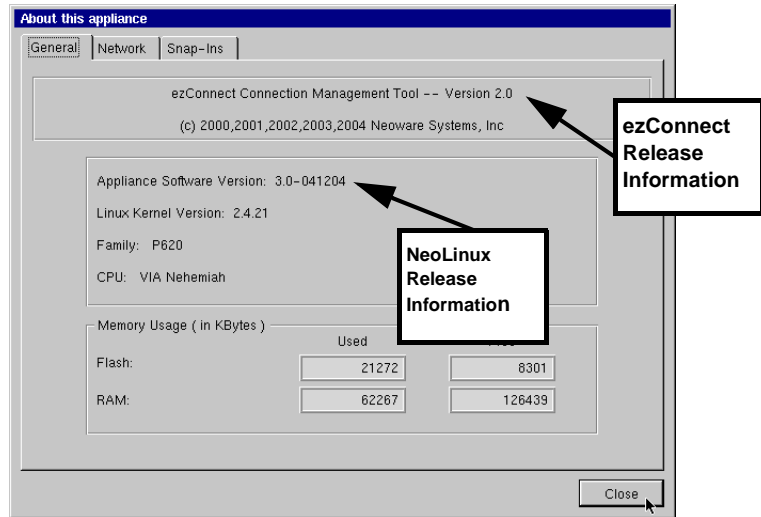 About this appliance
General Network Snap-Ins
ezConnect Connection Management Tool -- Version 2.0
(c) 2000,2001,2002,2003,2004 Neoware Systems, Inc
ezConnect
Release
Information
Appliance Software Version: 3.0-041204
Linux Kernel Version: 2.4.21
Family: P620
CPU: VIA Nehemiah
NeoLinux
Release
Information
Memory Usage ( in KBytes )
Used
Flash: 21272 8301
RAM: 62267 126439
Close